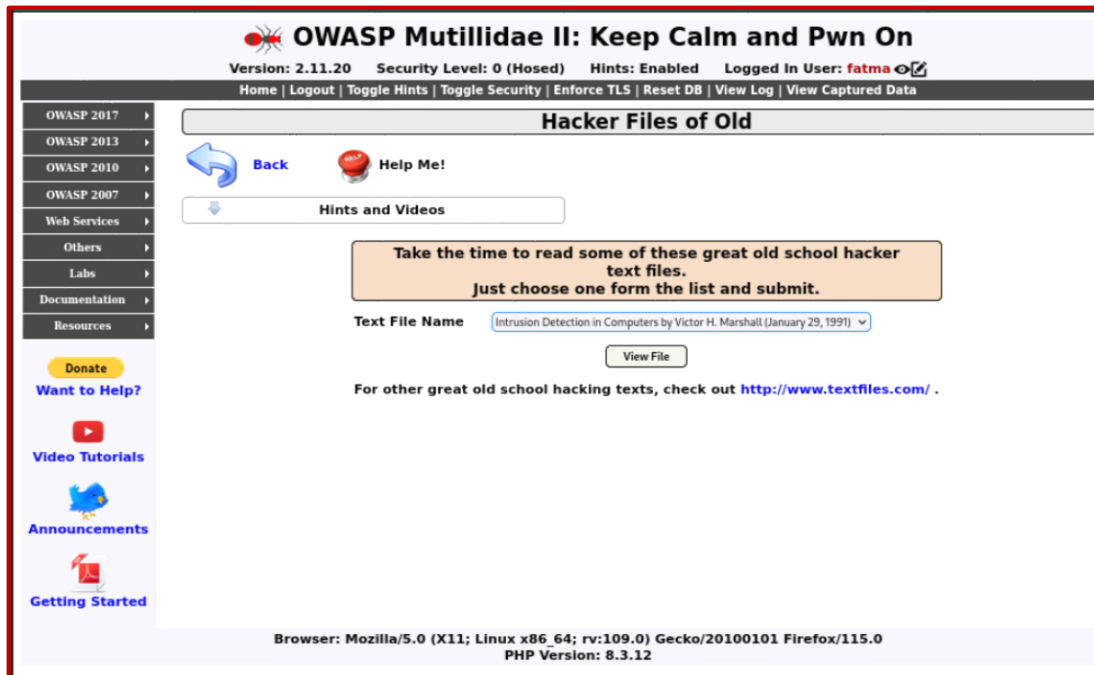 OWASP Mutillidae II: Keep Calm and Pwn On
Version: 2.11.20 Security Level: 0 (Hosed) Hints: Enabled Logged In User: fatma
Home | Logout | Toggle Hints | Toggle Security | Enforce TLS | Reset DB | View Log | View Captured Data
OWASP 2017
OWASP 2013
OWASP 2010
OWASP 2007
Web Services
Others
Labs
Documentation
Resources
Donate
Want to Help?
Video Tutorials
Announcements
Getting Started
Hacker Files of Old
Back
HELP
Help Me!
Hints and Videos
Take the time to read some of these great old school hacker
text files.
Just choose one form the list and submit.
Text File Name Intrusion Detection in Computers by Victor H. Marshall (January 29, 1991)
View File
For other great old school hacking texts, check out http://www.textfiles.com/ .
Browser: Mozilla/5.0 (X11; Linux x86_64; rv:109.0) Gecko/20100101 Firefox/115.0
PHP Version: 8.3.12